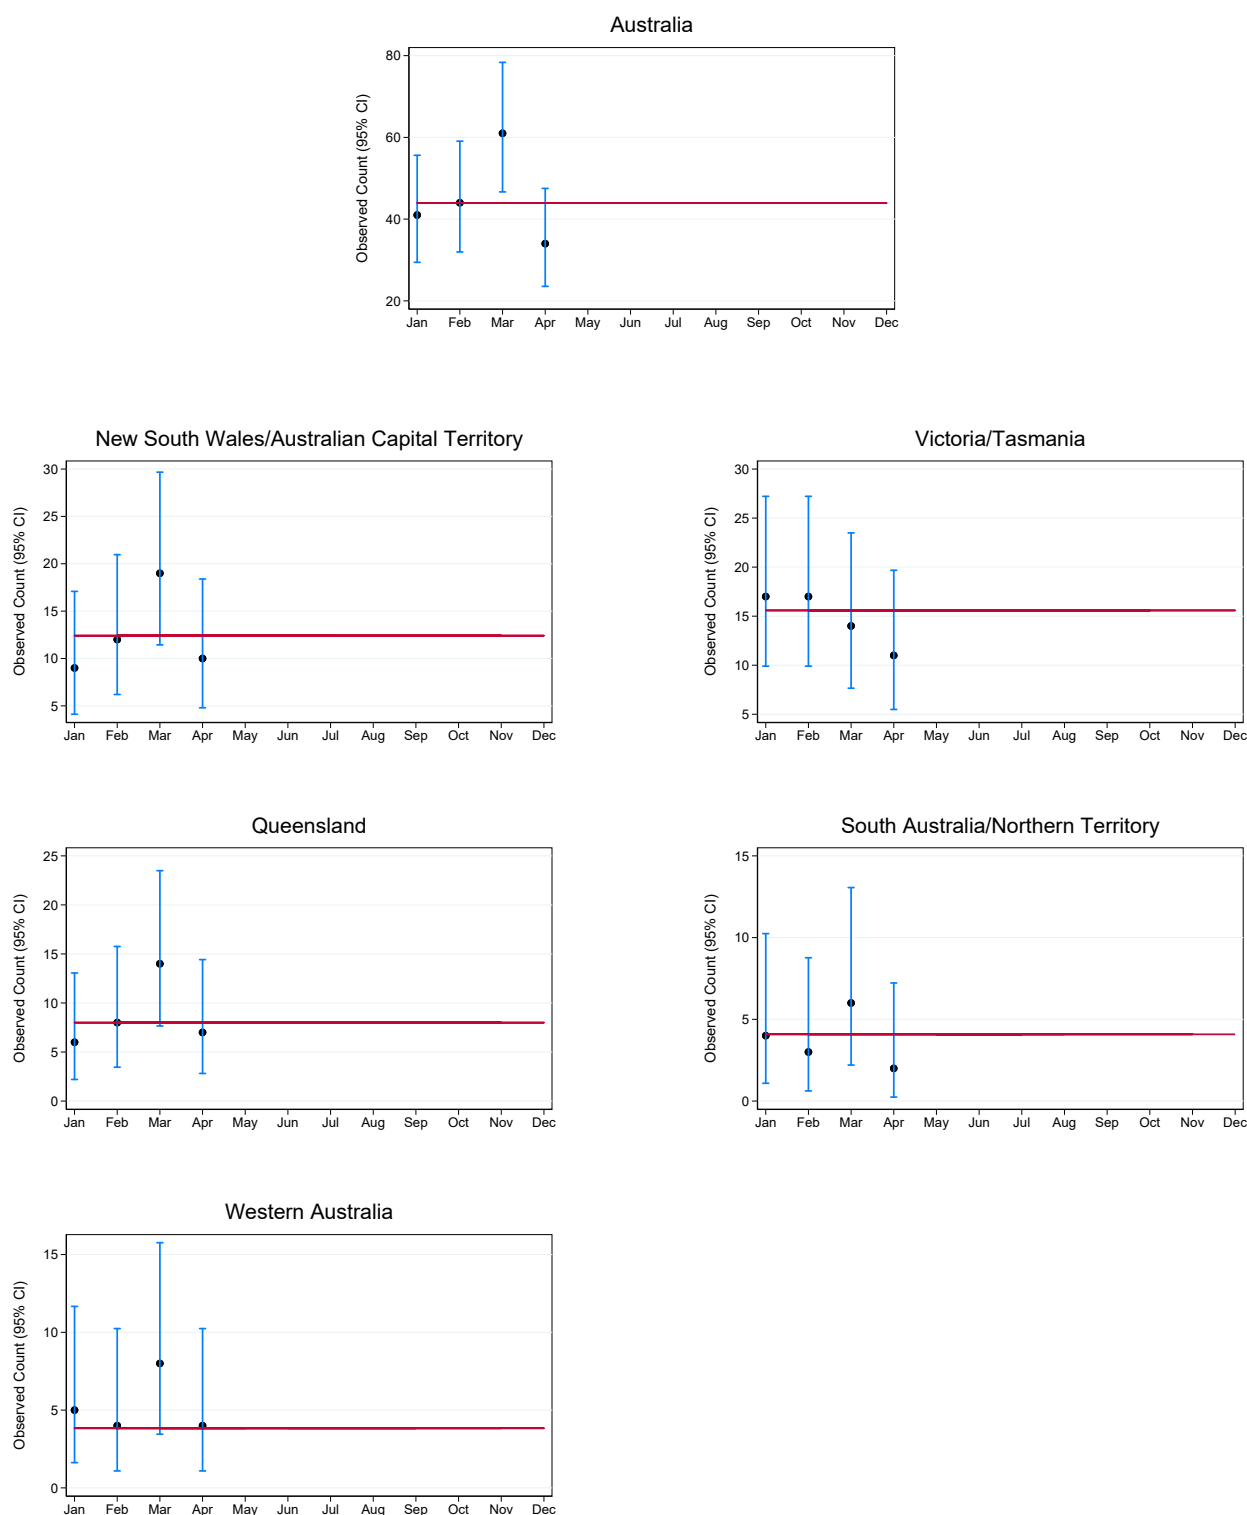 Australia
Observed Count (95% CI)
80
60
40
20
Jan Feb Mar Apr May Jun Jul Aug Sep Oct Nov Dec
New South Wales/Australian Capital Territory
Observed Count (95% CI)
30
25
20
15
10
5
Jan Feb Mar Apr May Jun Jul Aug Sep Oct Nov Dec
Victoria/Tasmania
Observed Count (95% CI)
30
25
20
15
10
5
Jan Feb Mar Apr May Jun Jul Aug Sep Oct Nov Dec
Queensland
Observed Count (95% CI)
25
20
15
10
5
0
Jan Feb Mar Apr May Jun Jul Aug Sep Oct Nov Dec
South Australia/Northern Territory
Observed Count (95% CI)
15
10
5
0
Jan Feb Mar Apr May Jun Jul Aug Sep Oct Nov Dec
Western Australia
Observed Count (95% CI)
15
10
5
0
Jan Feb Mar Apr May Jun Jul Aug Sep Oct Nov Dec